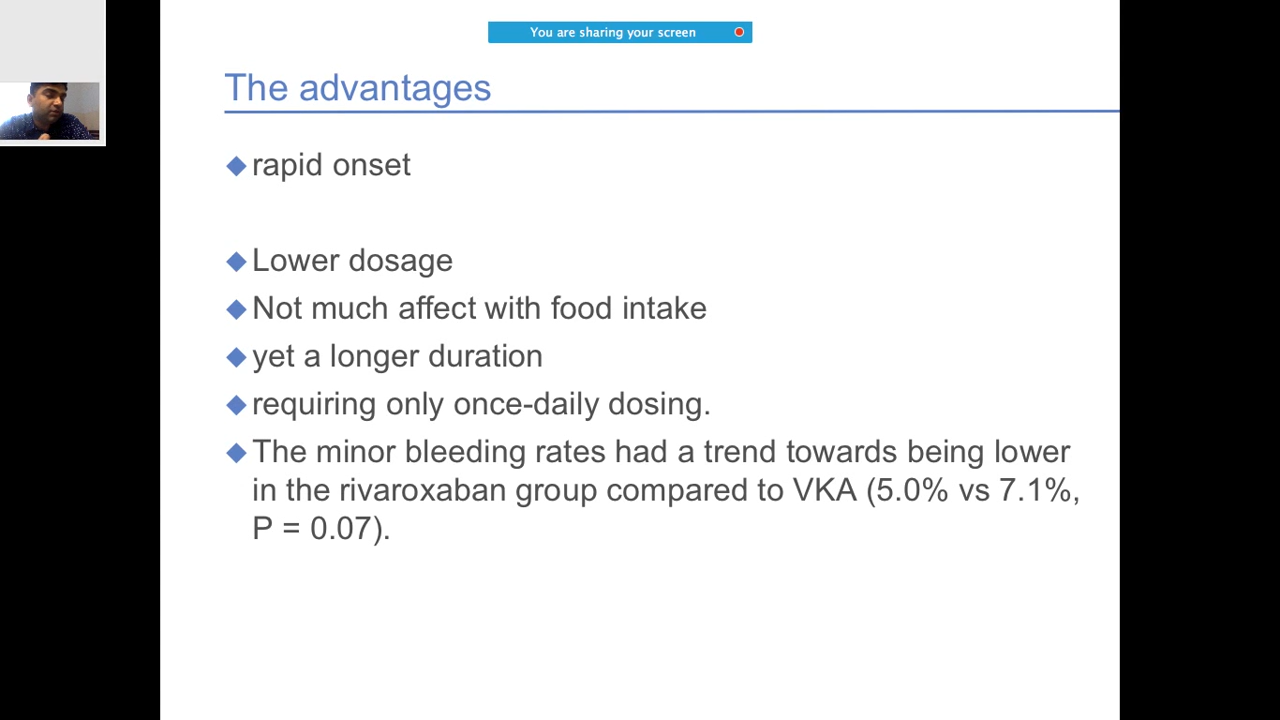 You are sharing your screen
The advantages
rapid onset
Lower dosage
Not much affect with food intake
yet a longer duration
requiring only once-daily dosing.
The minor bleeding rates had a trend towards being lower
in the rivaroxaban group compared to VKA (5.0% vs 7.1%,
P = 0.07).